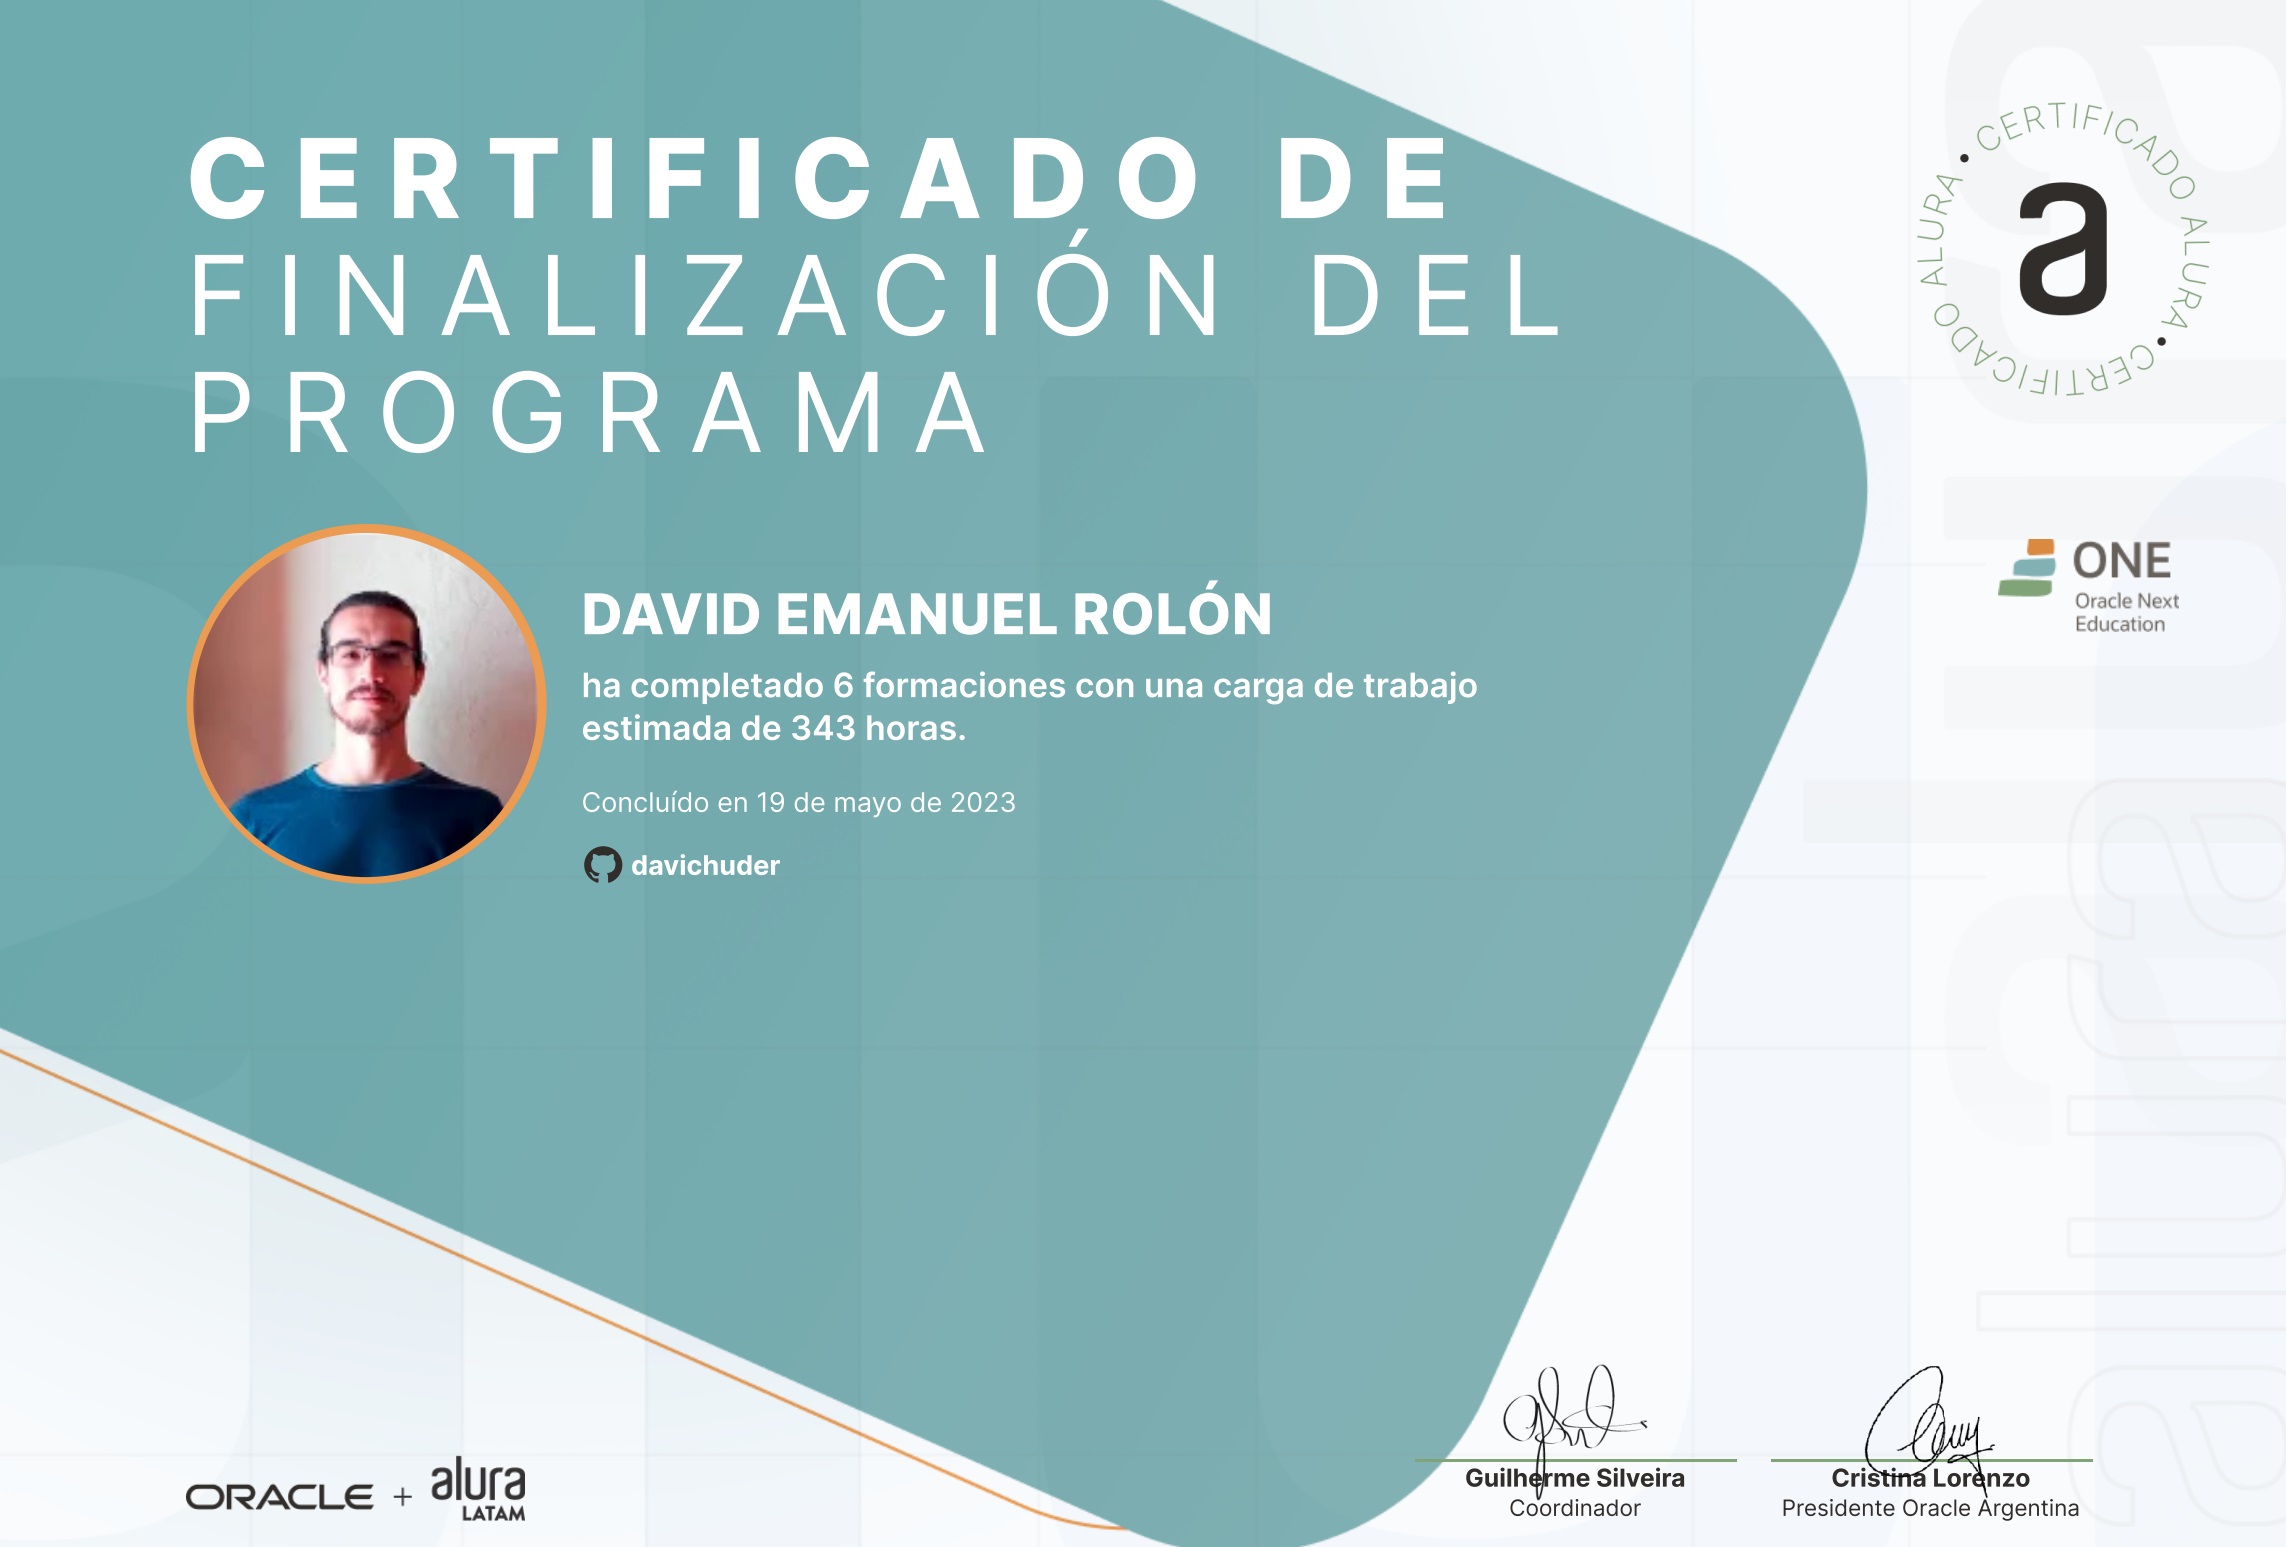 CERTIFICADO DE
FINALIZACIÓN DEL
PROGRAMA
• CERTIFICADO ALURA • CERTIFICADO ALURA
a
ONE
Oracle Next
Education
DAVID EMANUEL ROLÓN
ha completado 6 formaciones con una carga de trabajo
estimada de 343 horas.
Concluído en 19 de mayo de 2023
davichuder
ORACLE + alura
LATAM
Guilherme Silveira
Coordinador
Cristina Lorenzo
Presidente Oracle Argentina
alura
alura